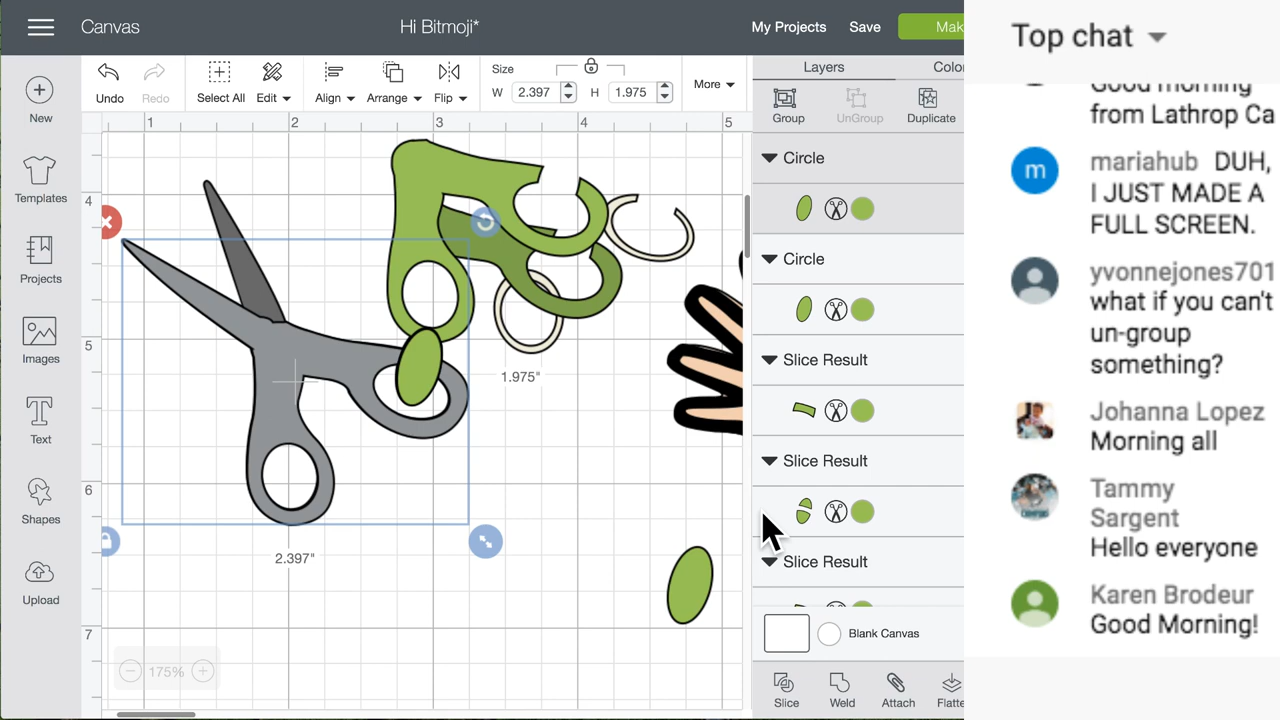 Canvas
Hi Bitmoji*
My Projects
Save
Mak
New
Templates
Projects
Images
Text
Shapes
Upload
Undo
Redo
Select All
Edit
Align
Arrange
Flip
Size
W 2.397
H 1.975
More
1 2 3 4 5
4
5
6
7
1.975"
2.397"
175%
Layers
Color
Group
UnGroup
Duplicate
Circle
Circle
Slice Result
Slice Result
Slice Result
Blank Canvas
Slice
Weld
Attach
Flatte
Top chat
Good morning
from Lathrop Ca
m
mariahub DUH,
I JUST MADE A
FULL SCREEN.
yvonnejones701
what if you can't
un-group
something?
Johanna Lopez
Morning all
Tammy
Sargent
Hello everyone
Karen Brodeur
Good Morning!